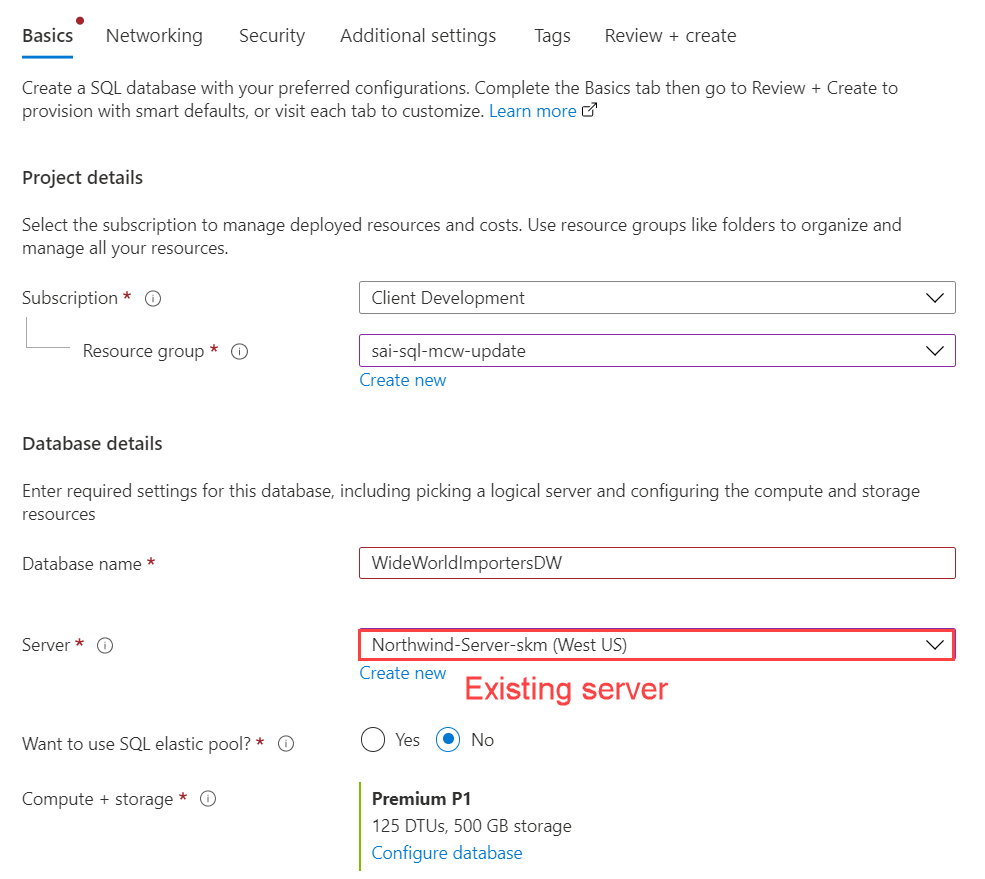 Basics Networking Security Additional settings Tags Review + create
Create a SQL database with your preferred configurations. Complete the Basics tab then go to Review + Create to
provision with smart defaults, or visit each tab to customize. Learn more
Project details
Select the subscription to manage deployed resources and costs. Use resource groups like folders to organize and
manage all your resources.
Subscription * Client Development
Resource group * sai-sql-mcw-update
Create new
Database details
Enter required settings for this database, including picking a logical server and configuring the compute and storage
resources
Database name * WideWorldImportersDW
Server * Northwind-Server-skm (West US)
Create new
Existing server
Want to use SQL elastic pool? * Yes No
Compute + storage * Premium P1
125 DTUs, 500 GB storage
Configure database